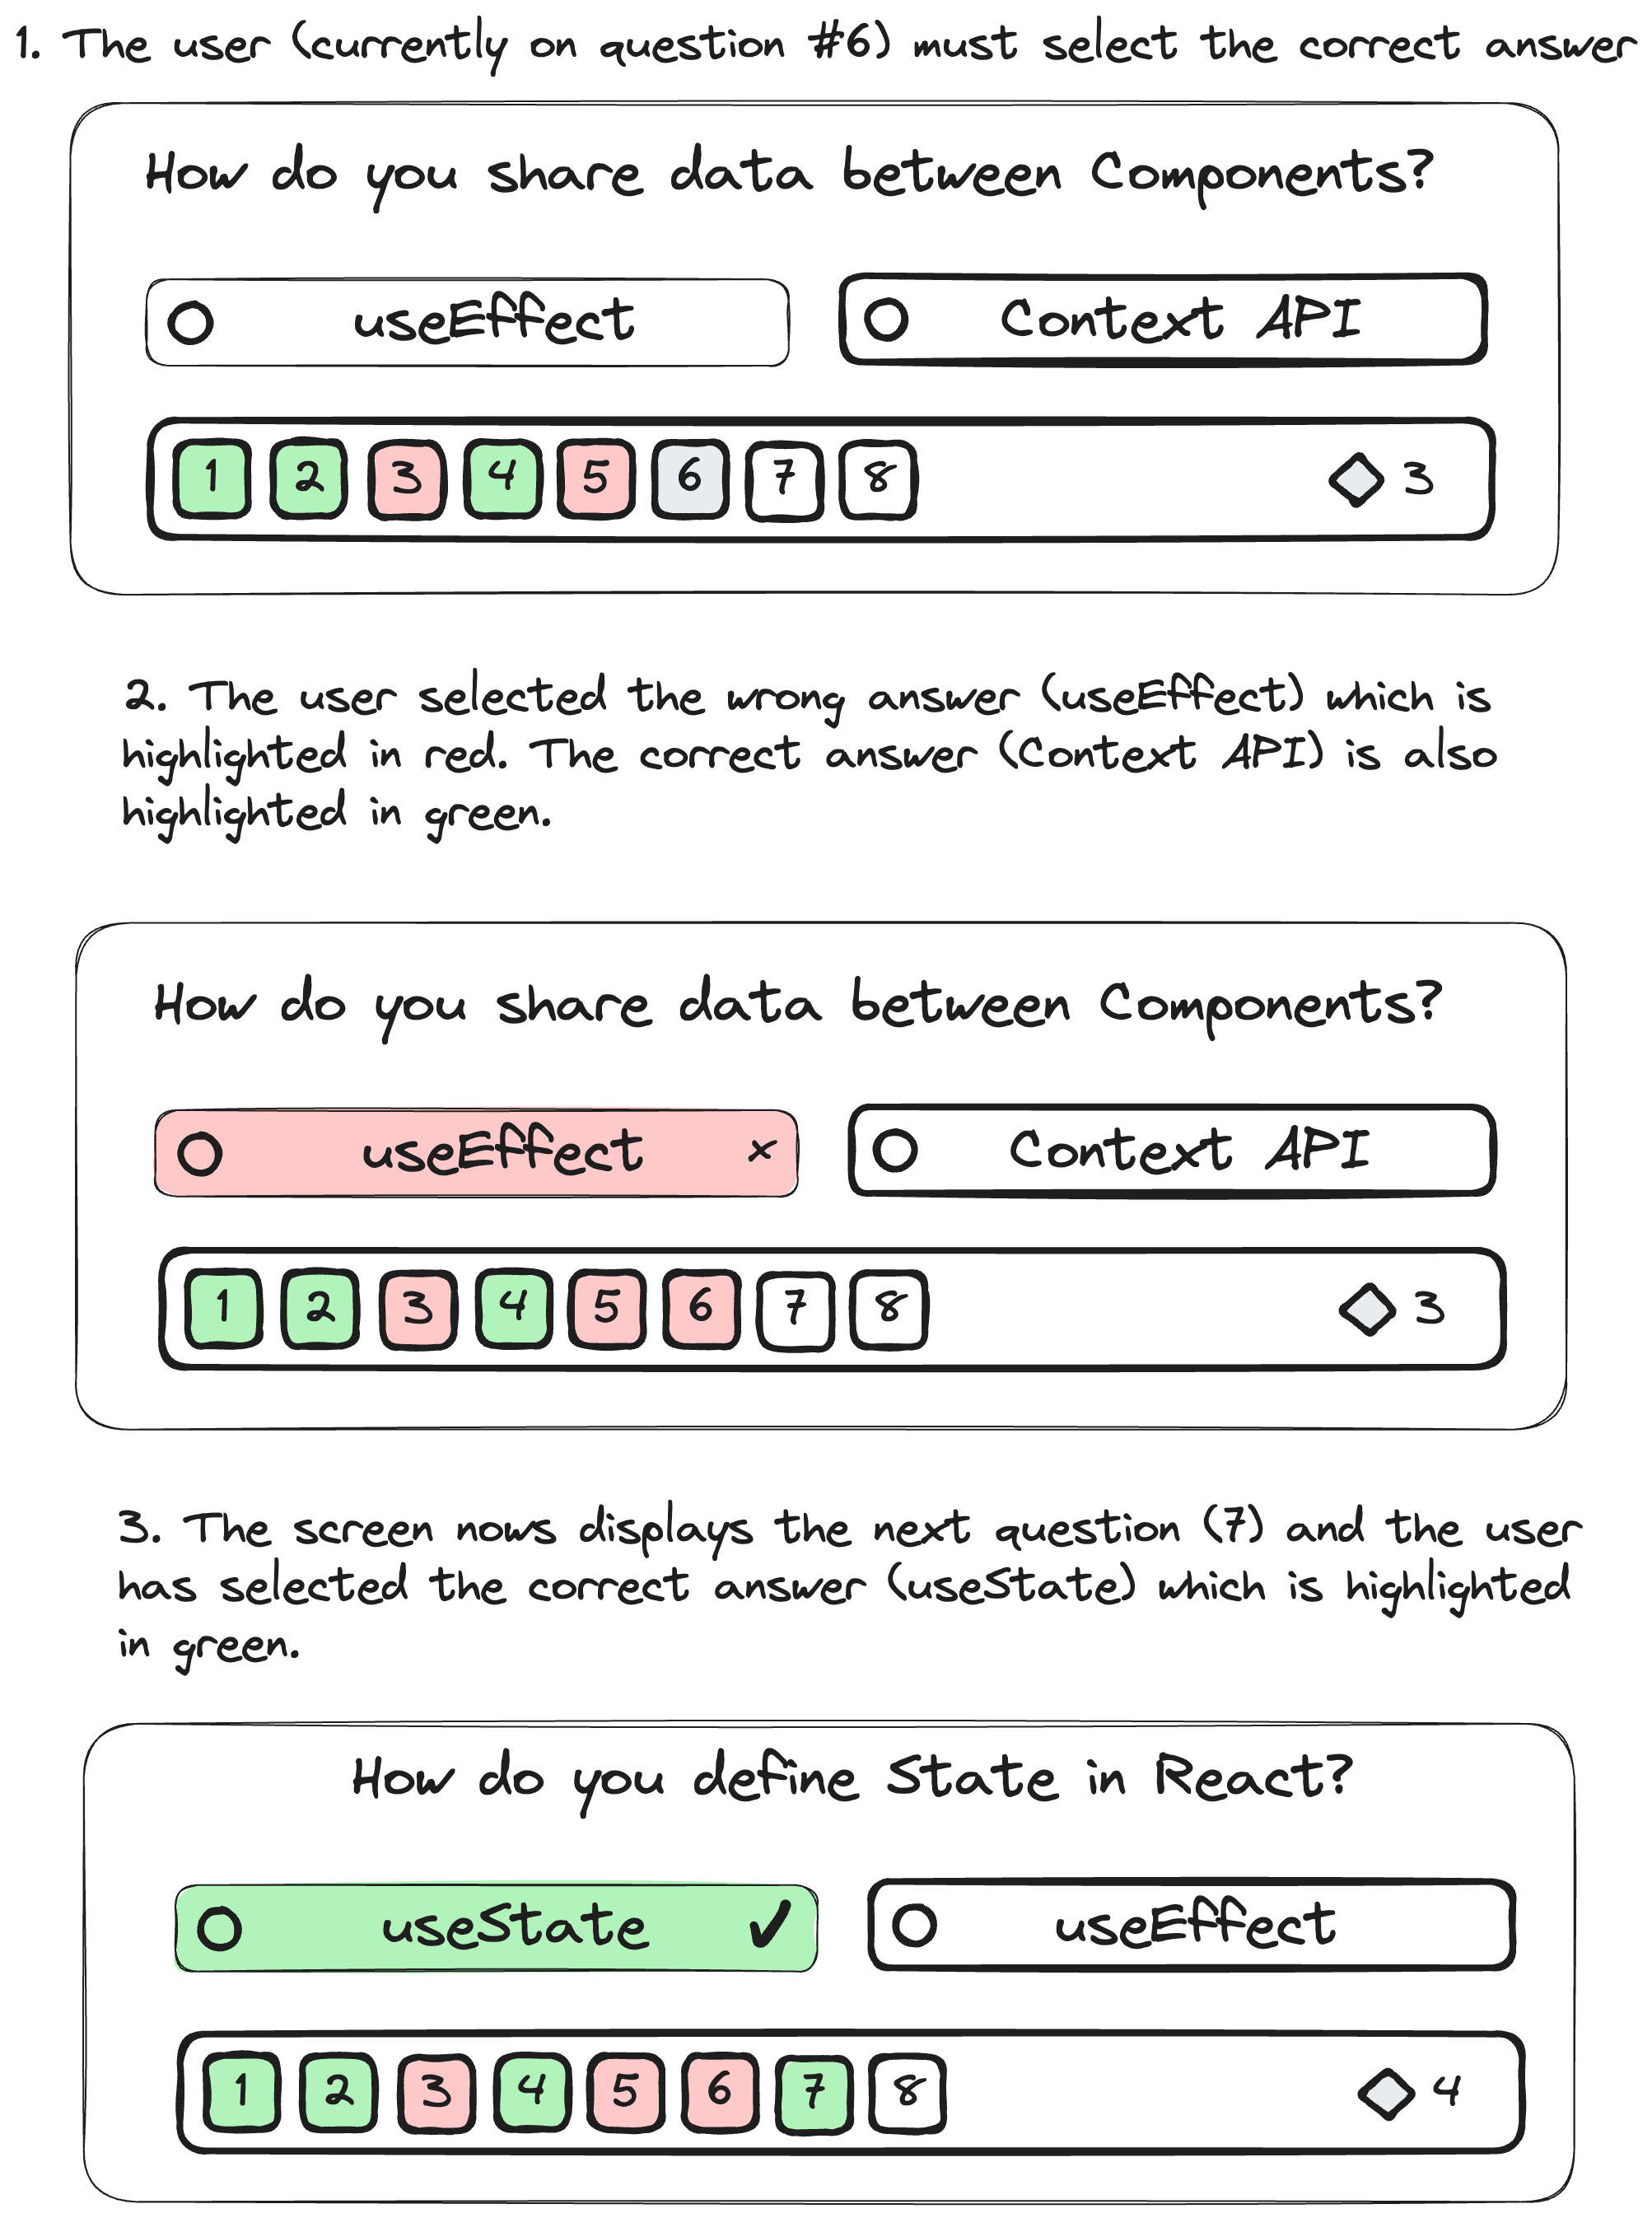 1. The user (currently on question #6) must select the correct answer
How do you share data between Components?
useEffect Context API
1 2 3 4 5 6 7 8 3
2. The user selected the wrong answer (useEffect) which is
highlighted in red. The correct answer (Context API) is also
highlighted in green.
How do you share data between Components?
useEffect x Context API
1 2 3 4 5 6 7 8 3
3. The screen nows displays the next question (7) and the user
has selected the correct answer (useState) which is highlighted
in green.
How do you define State in React?
useState ✓ useEffect
1 2 3 4 5 6 7 8 4